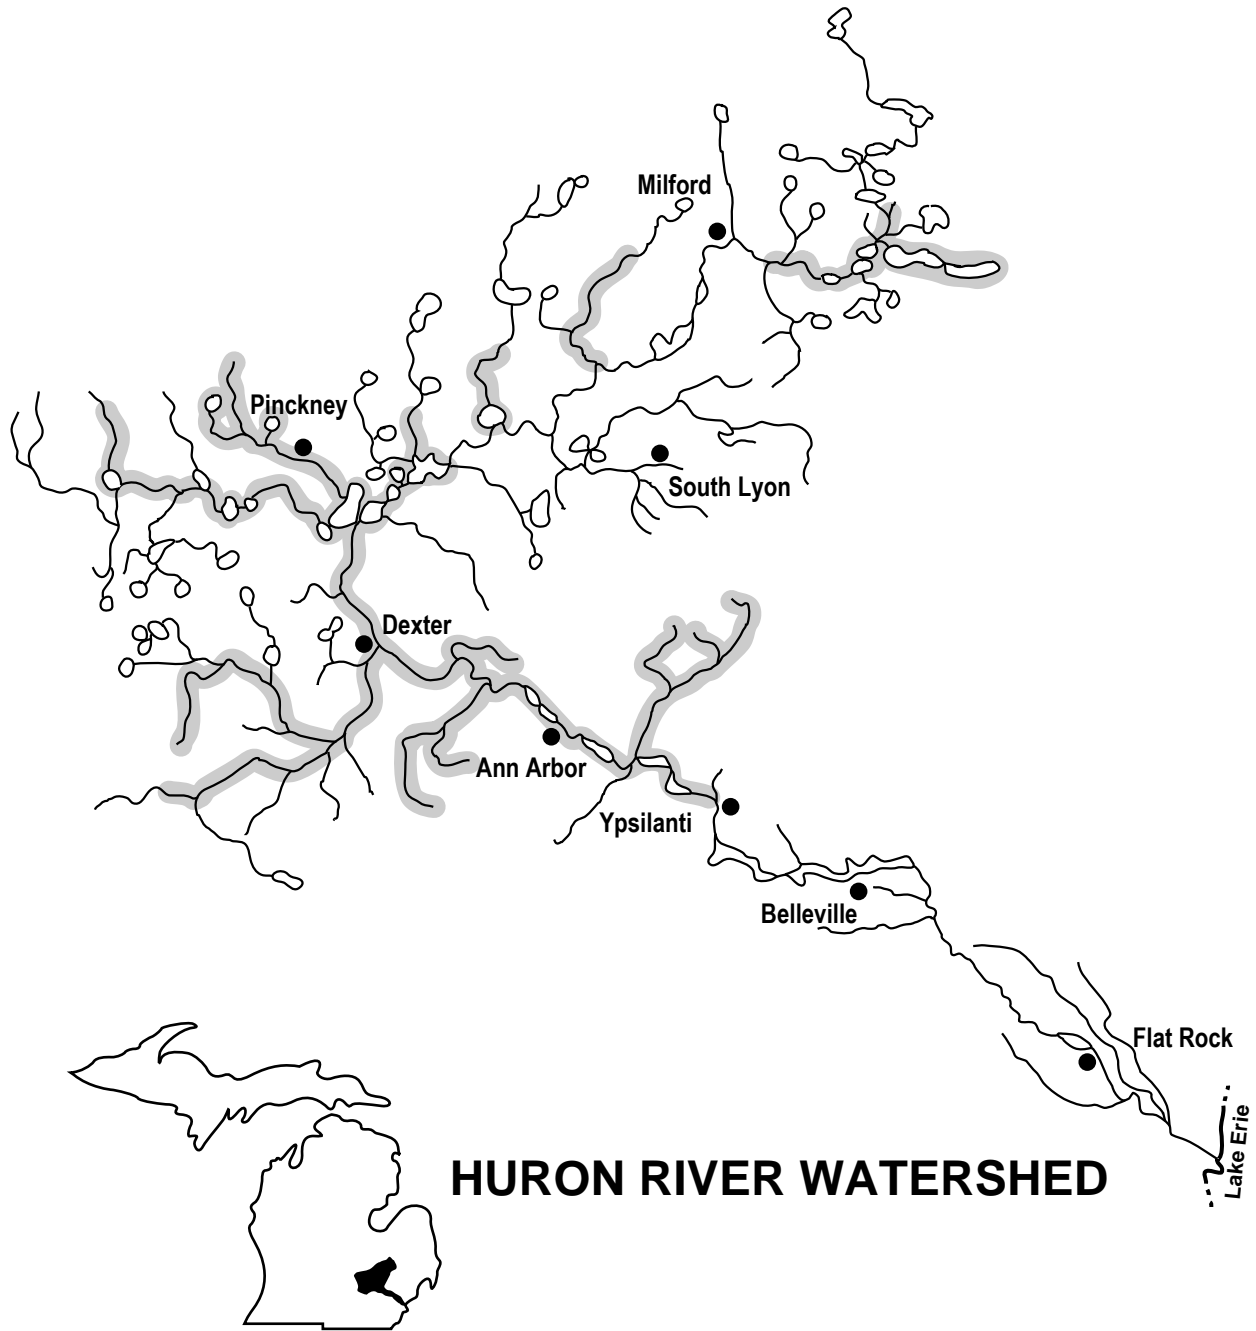 Milford
Pinckney
South Lyon
Dexter
Ann Arbor
Ypsilanti
Belleville
Flat Rock
Lake Erie
HURON RIVER WATERSHED